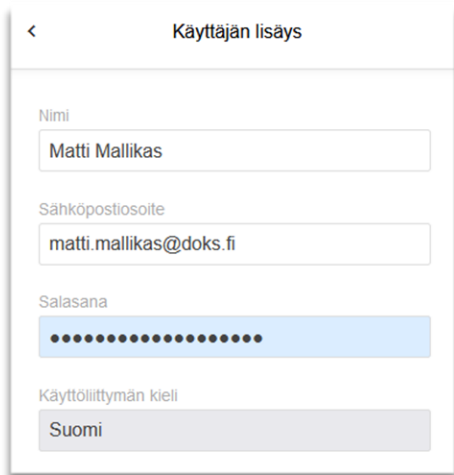 Käyttäjän lisäys
Nimi
Matti Mallikas
Sähköpostiosoite
matti.mallikas@doks.fi
Salasana
●●●●●●●●●●●●●●●●●●●
Käyttöliittymän kieli
Suomi